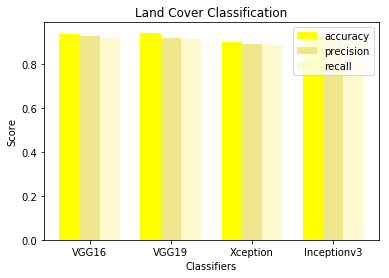 Land Cover Classification
accuracy
precision
recall
Score
0.8
0.6
0.4
0.2
0.0
VGG16 VGG19 Xception Inceptionv3
Classifiers